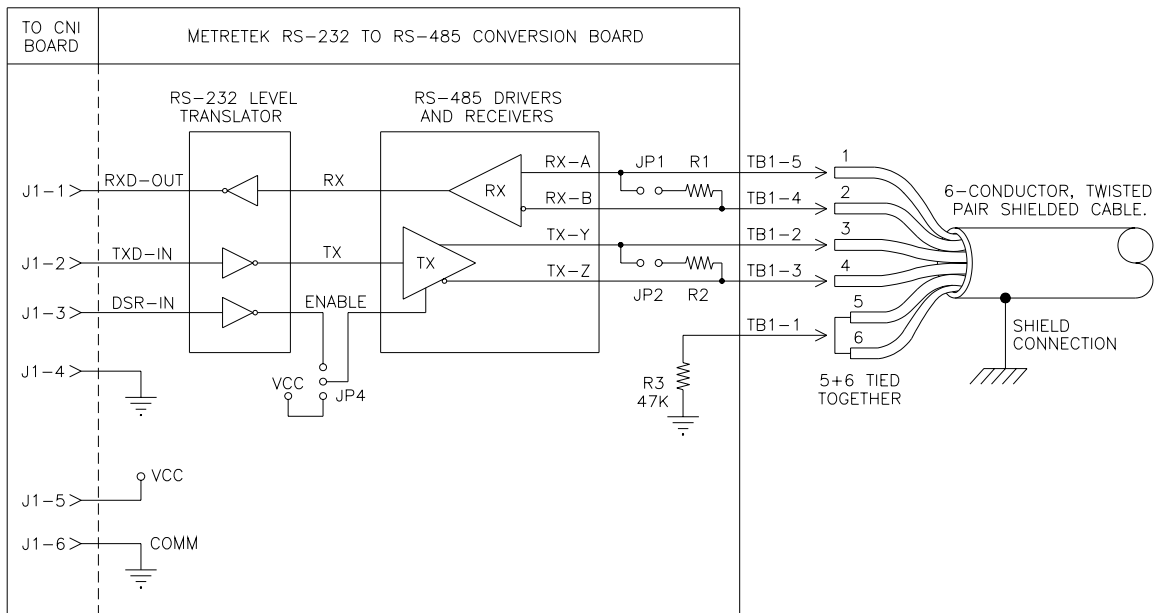 TO CNI
BOARD
METRETEK RS-232 TO RS-485 CONVERSION BOARD
RS-232 LEVEL
TRANSLATOR
RS-485 DRIVERS
AND RECEIVERS
J1-1
RXD-OUT
RX
RX
RX-A
JP1
R1
TB1-5
1
RX-B
TB1-4
2
6-CONDUCTOR, TWISTED
PAIR SHIELDED CABLE.
J1-2
TXD-IN
TX
TX
TX-Y
TB1-2
3
TX-Z
TB1-3
4
JP2
R2
J1-3
DSR-IN
ENABLE
5
TB1-1
6
SHIELD
CONNECTION
J1-4
VCC
JP4
R3
47K
5+6 TIED
TOGETHER
VCC
J1-5
J1-6
COMM